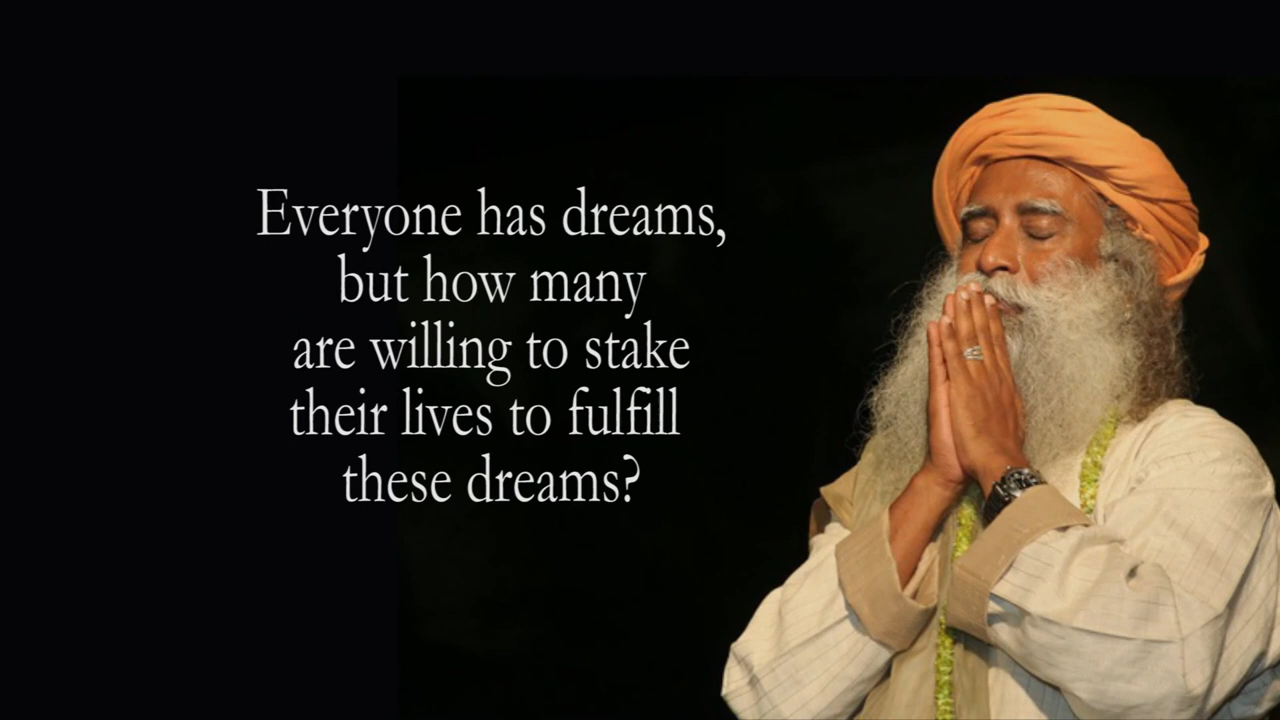 Everyone has dreams,
but how many
are willing to stake
their lives to fulfill
these dreams?